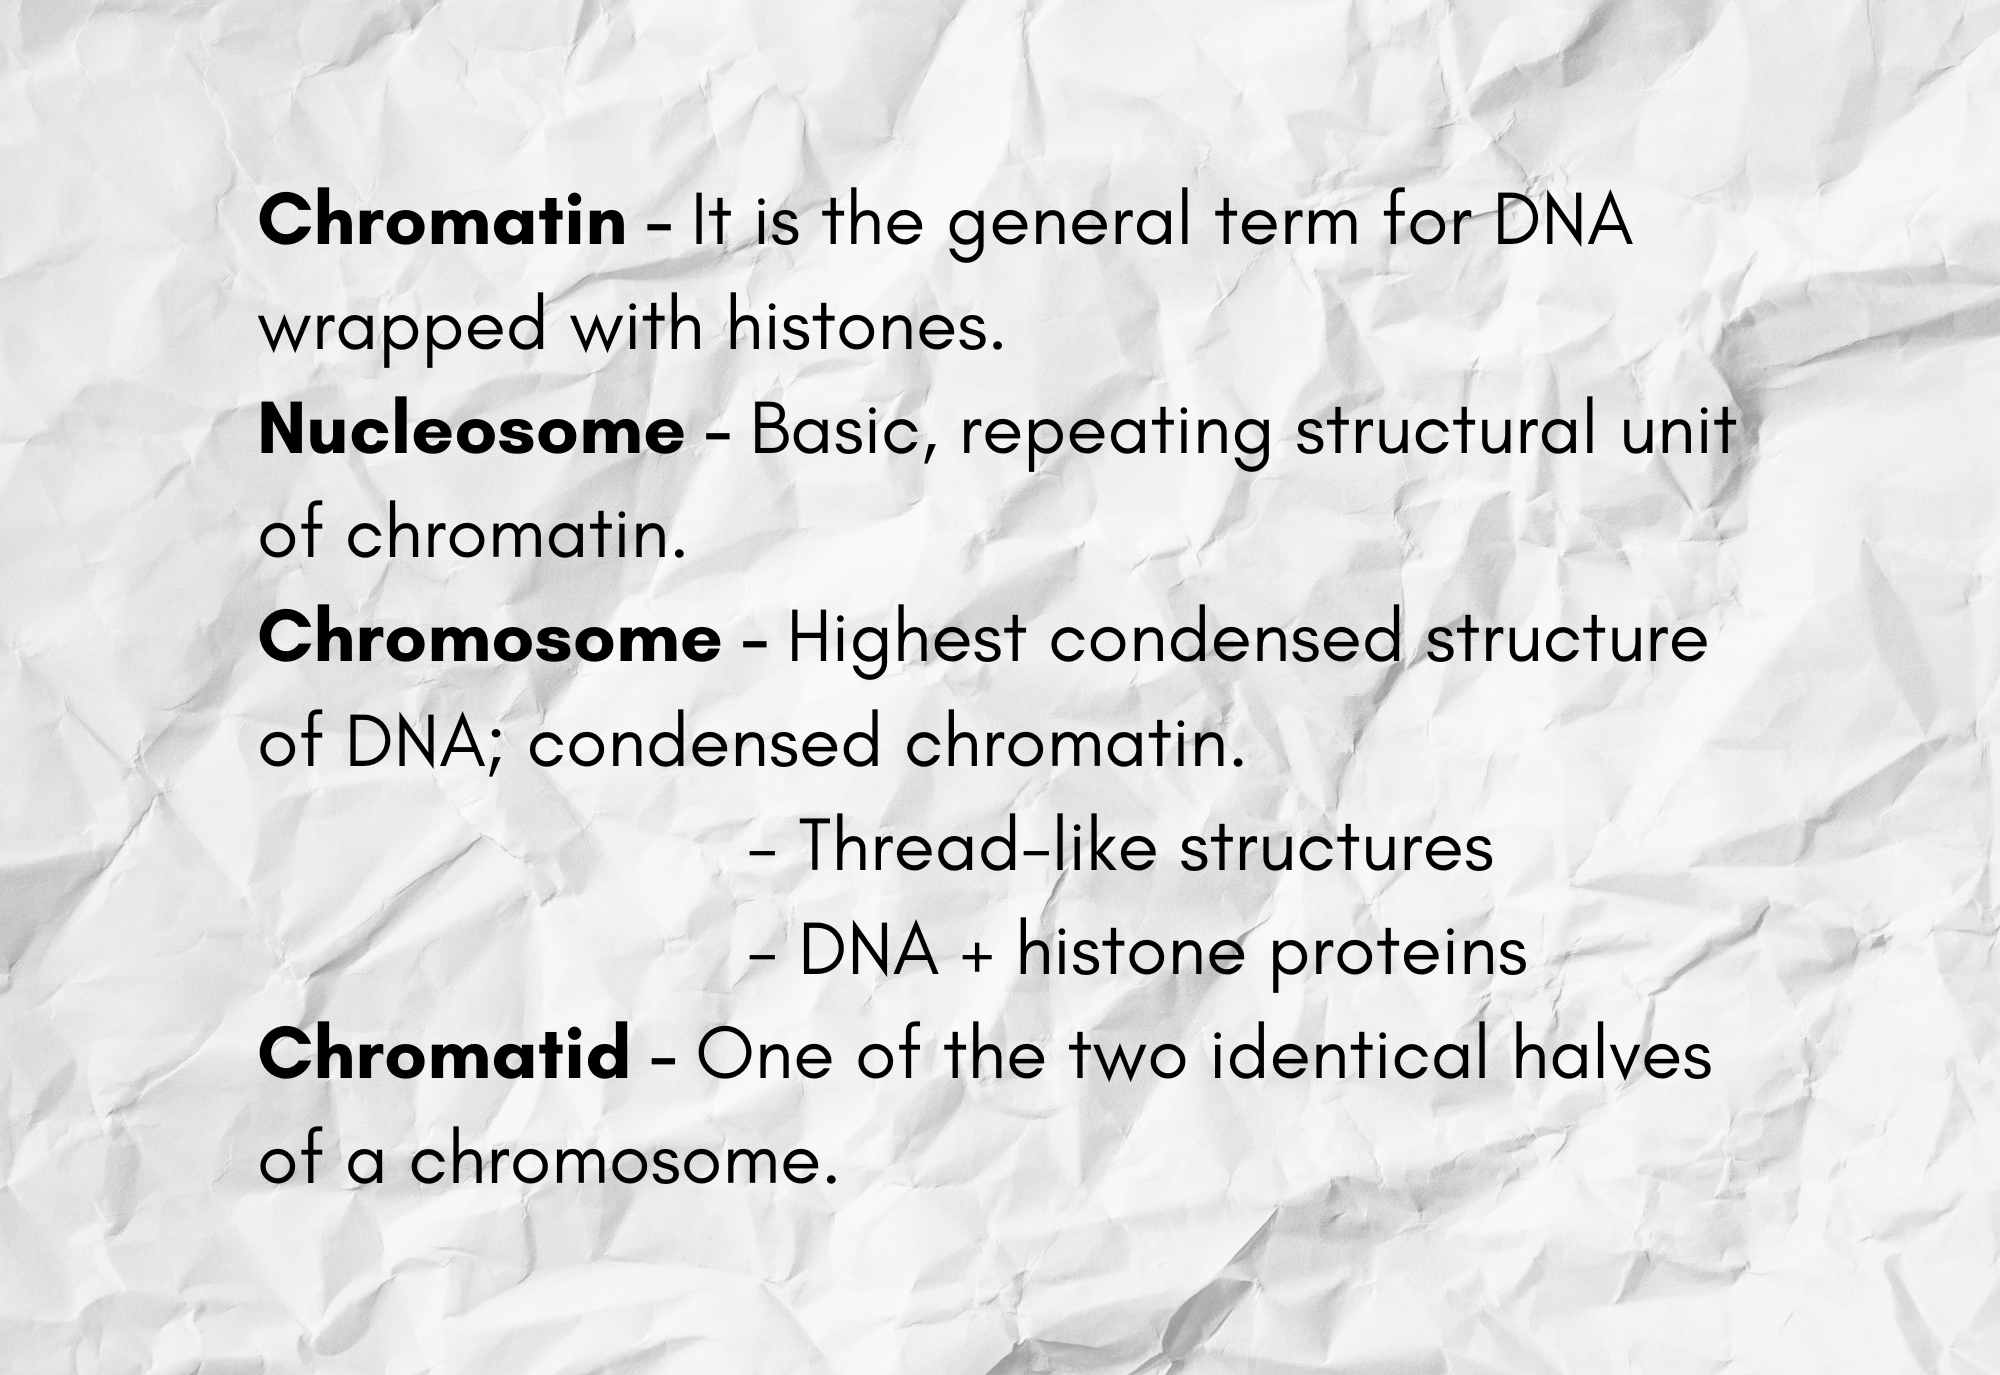 Chromatin - It is the general term for DNA
wrapped with histones.
Nucleosome - Basic, repeating structural unit
of chromatin.
Chromosome - Highest condensed structure
of DNA; condensed chromatin.
- Thread-like structures
- DNA + histone proteins
Chromatid - One of the two identical halves
of a chromosome.